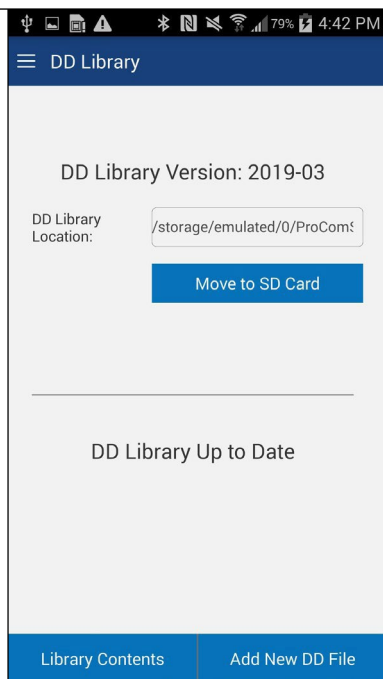 79% 4:42 PM
DD Library
DD Library Version: 2019-03
DD Library
Location:
/storage/emulated/0/ProCom
Move to SD Card
DD Library Up to Date
Library Contents
Add New DD File